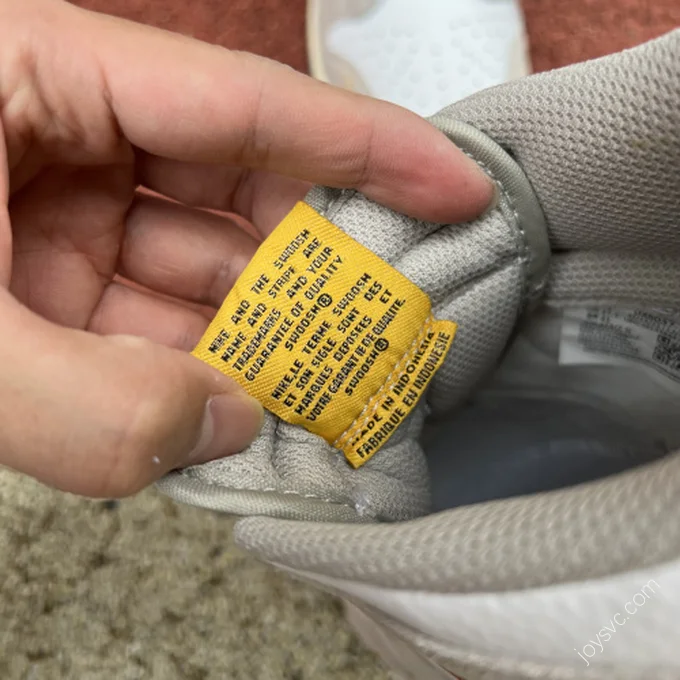 NIKE AND THE SWOOSH
NAME AND STRIPE ARE
TRADEMARKS AND YOUR
GUARANTEE OF QUALITY
SWOOSH®
NIKE,LE TERME SWOOSH
ET SON SIGLE SONT DES
MARQUES DEPOSEES ET
VOTRE GARANTIE DE QUALITE.
SWOOSH®
MADE IN INDONESIA
FABRIQUE EN INDONESIE
joysvc.com